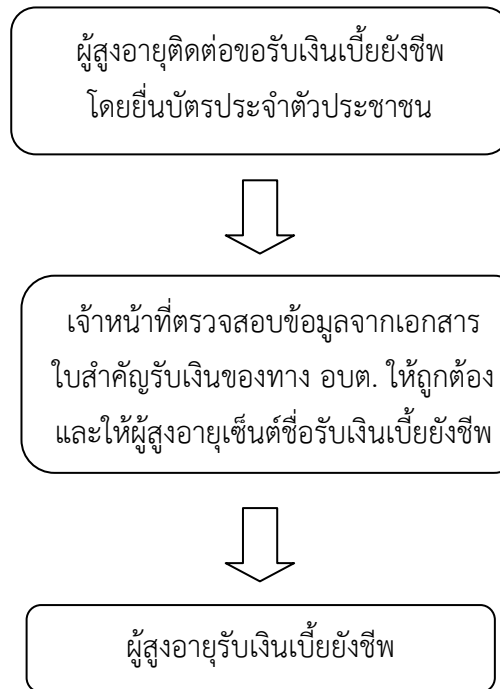 ผู้สูงอายุติดต่อขอรับเงินเบี้ยยังชีพ
โดยยื่นบัตรประจำตัวประชาชน
เจ้าหน้าที่ตรวจสอบข้อมูลจากเอกสาร
ใบสำคัญรับเงินของทาง อบต. ให้ถูกต้อง
และให้ผู้สูงอายุเซ็นต์ชื่อรับเงินเบี้ยยังชีพ
ผู้สูงอายุรับเงินเบี้ยยังชีพ